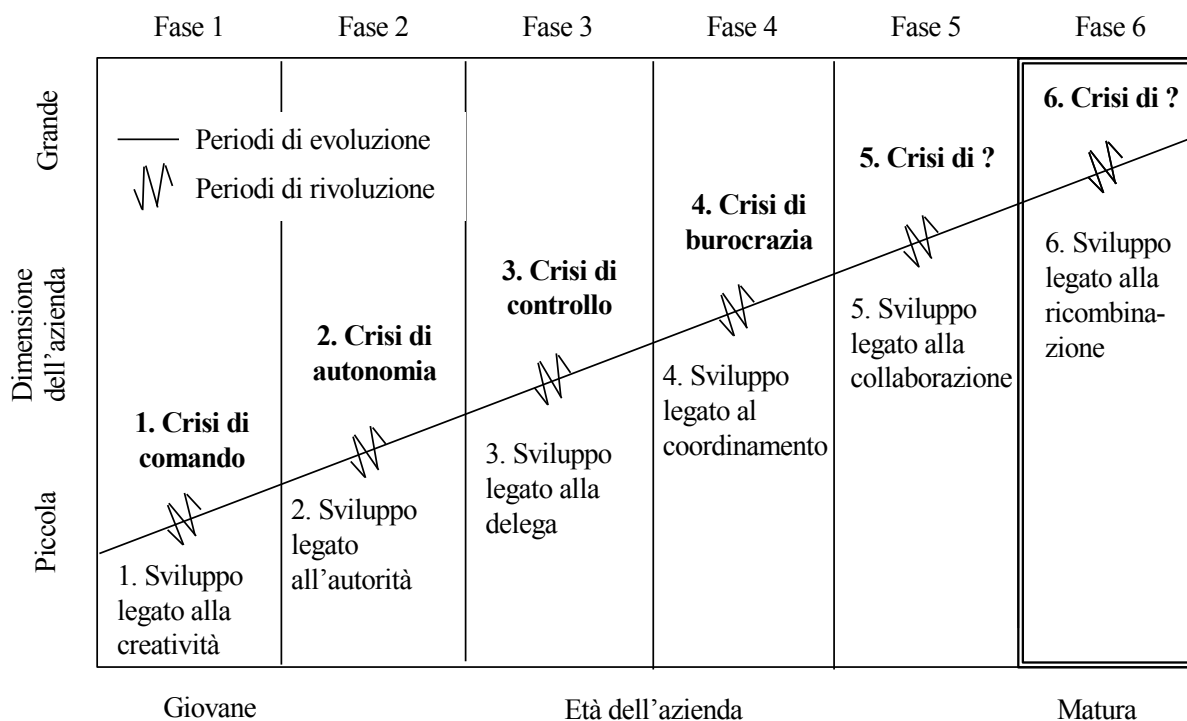 Fase 1
Fase 2
Fase 3
Fase 4
Fase 5
Fase 6
Grande
Dimensione
dell'azienda
Piccola
Periodi di evoluzione
Periodi di rivoluzione
1. Crisi di
comando
1. Sviluppo
legato alla
creatività
2. Crisi di
autonomia
2. Sviluppo
legato
all'autorità
3. Crisi di
controllo
3. Sviluppo
legato alla
delega
4. Crisi di
burocrazia
4. Sviluppo
legato al
coordinamento
5. Crisi di ?
5. Sviluppo
legato alla
collaborazione
6. Crisi di ?
6. Sviluppo
legato alla
ricombina-
zione
Giovane
Età dell'azienda
Matura